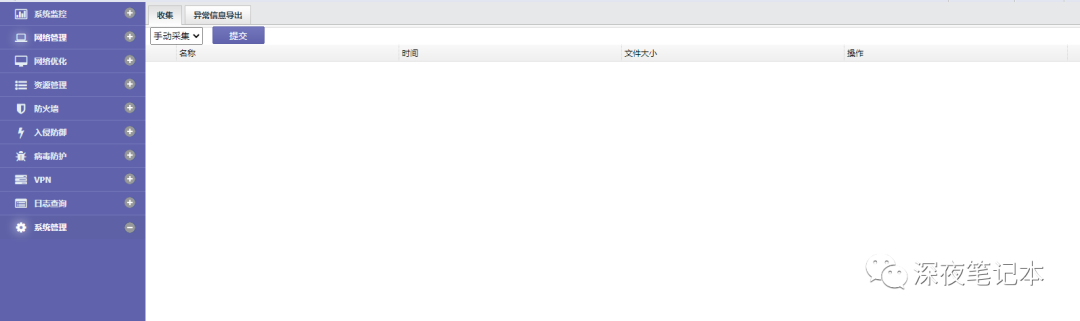 系统监控
网络管理
网络优化
资源管理
防火墙
入侵防御
病毒防护
VPN
日志查询
系统管理
收集 异常信息导出
手动采集 提交
名称 时间 文件大小 操作
深夜笔记本